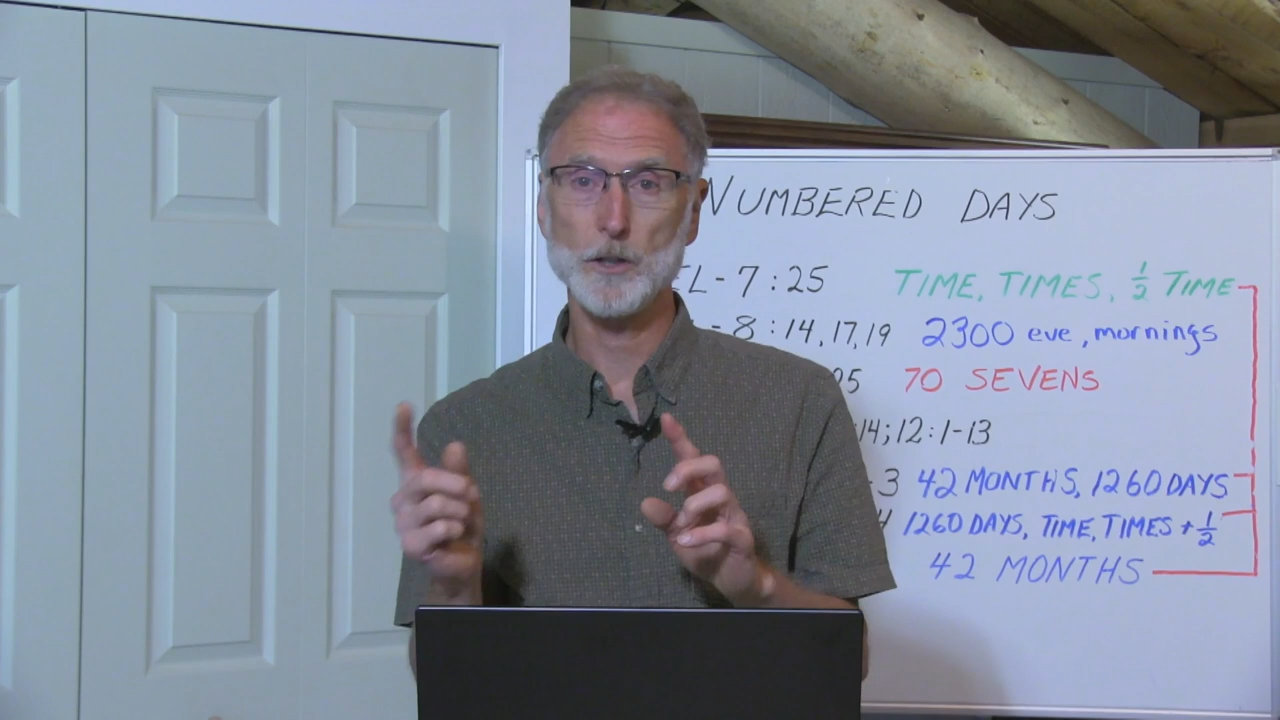 NUMBERED DAYS
EL - 7:25 TIME, TIMES, ½ TIME
- 8:14,17,19 2300 eve, mornings
25 70 SEVENS
14; 12:1-13
-3 42 MONTHS, 1260 DAYS
4 1260 DAYS, TIME, TIMES + ½
42 MONTHS